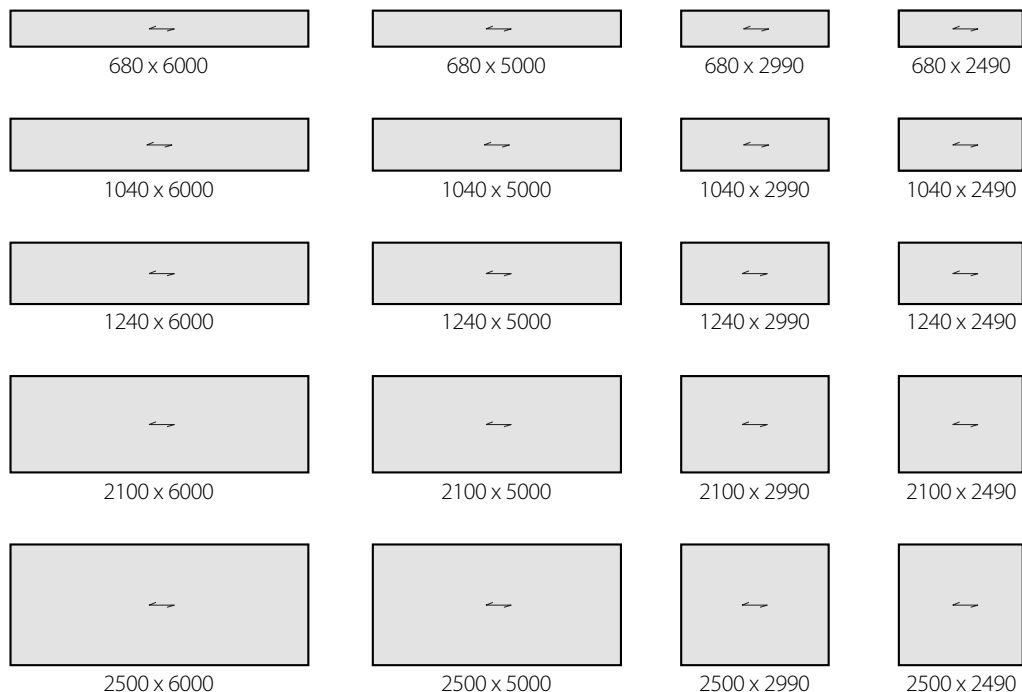 680 x 6000 680 x 5000 680 x 2990 680 x 2490
1040 x 6000 1040 x 5000 1040 x 2990 1040 x 2490
1240 x 6000 1240 x 5000 1240 x 2990 1240 x 2490
2100 x 6000 2100 x 5000 2100 x 2990 2100 x 2490
2500 x 6000 2500 x 5000 2500 x 2990 2500 x 2490